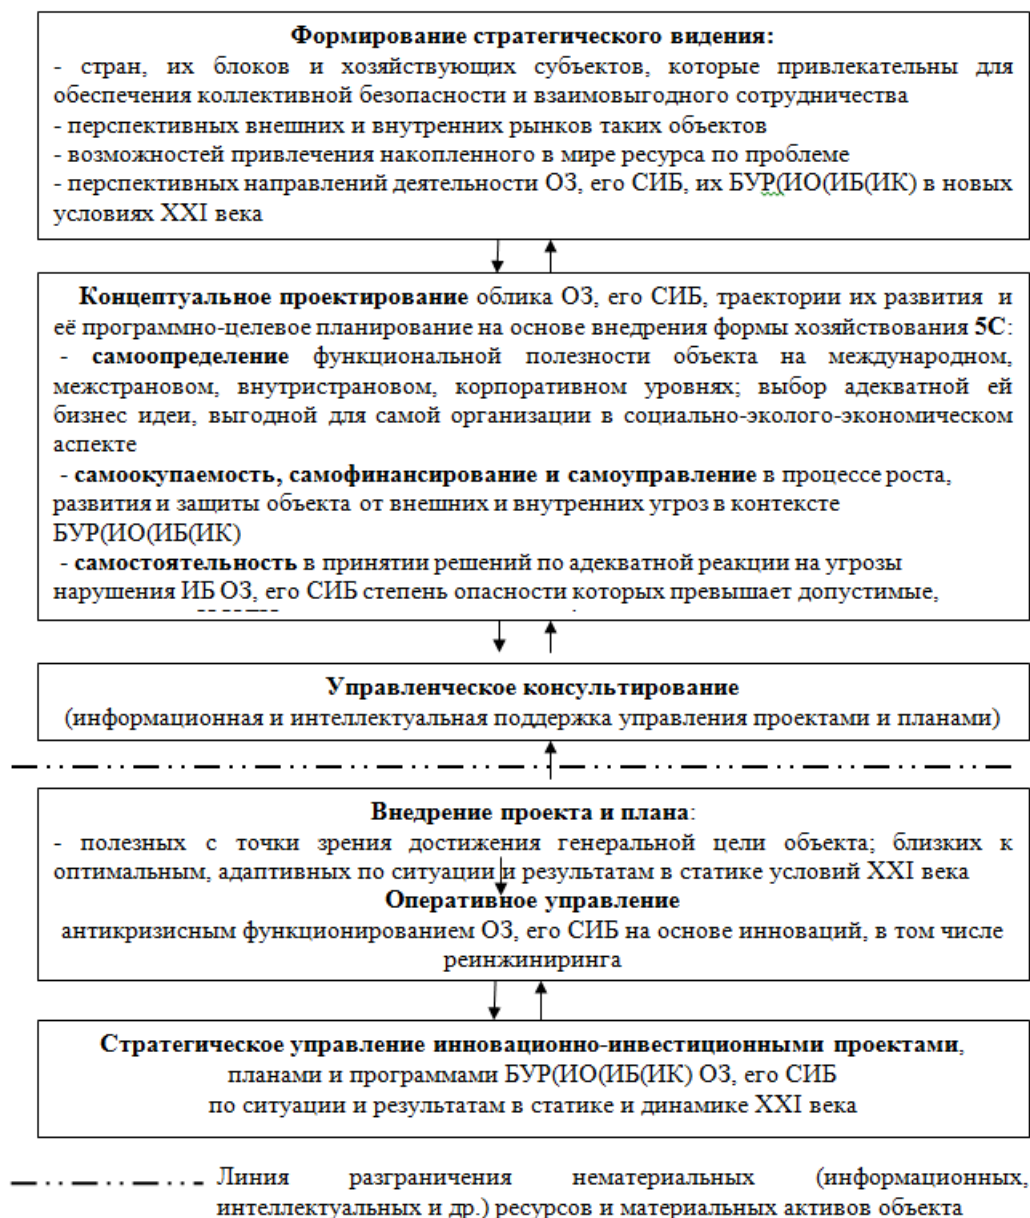 Формирование стратегического видения:
- стран, их блоков и хозяйствующих субъектов, которые привлекательны для
обеспечения коллективной безопасности и взаимовыгодного сотрудничества
- перспективных внешних и внутренних рынков таких объектов
- возможностей привлечения накопленного в мире ресурса по проблеме
- перспективных направлений деятельности ОЗ, его СИБ, их БУР(ИО(ИБ(ИК) в новых
условиях XXI века
Концептуальное проектирование облика ОЗ, его СИБ, траектории их развития и
её программно-целевое планирование на основе внедрения формы хозяйствования 5С:
- самоопределение функциональной полезности объекта на международном,
межстрановом, внутристрановом, корпоративном уровнях; выбор адекватной ей
бизнес идеи, выгодной для самой организации в социально-эколого-экономическом
аспекте
- самоокупаемость, самофинансирование и самоуправление в процессе роста,
развития и защиты объекта от внешних и внутренних угроз в контексте
БУР(ИО(ИБ(ИК)
- самостоятельность в принятии решений по адекватной реакции на угрозы
нарушения ИБ ОЗ, его СИБ степень опасности которых превышает допустимые,
Управленческое консультирование
(информационная и интеллектуальная поддержка управления проектами и планами)
Внедрение проекта и плана:
- полезных с точки зрения достижения генеральной цели объекта; близких к
оптимальным, адаптивных по ситуации и результатам в статике условий XXI века
Оперативное управление
антикризисным функционированием ОЗ, его СИБ на основе инноваций, в том числе
реинжиниринга
Стратегическое управление инновационно-инвестиционными проектами,
планами и программами БУР(ИО(ИБ(ИК) ОЗ, его СИБ
по ситуации и результатам в статике и динамике XXI века
Линия разграничения нематериальных (информационных,
интеллектуальных и др.) ресурсов и материальных активов объекта